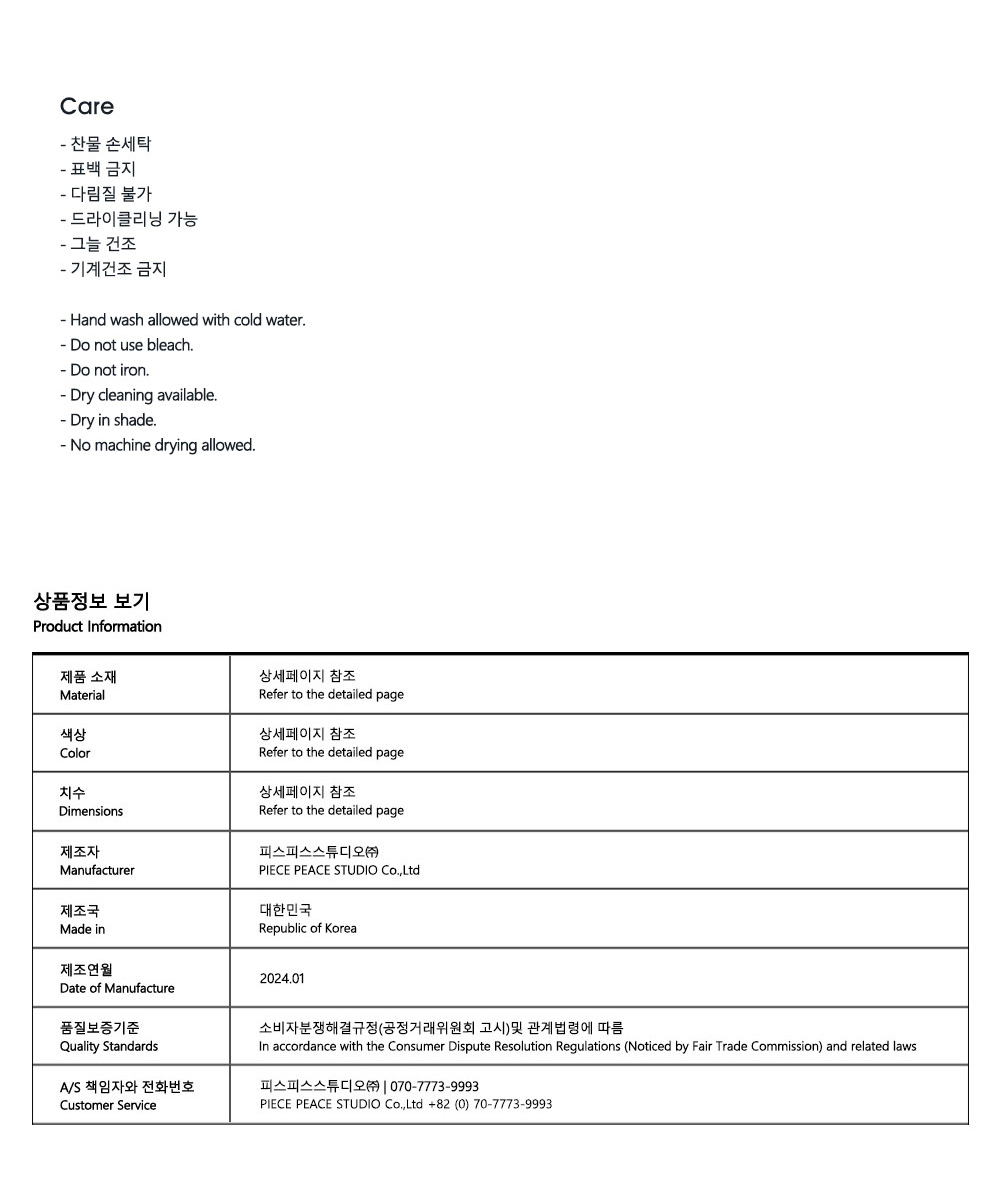 Care
- 찬물 손세탁
- 표백 금지
- 다림질 불가
- 드라이클리닝 가능
- 그늘 건조
- 기계건조 금지
- Hand wash allowed with cold water.
- Do not use bleach.
- Do not iron.
- Dry cleaning available.
- Dry in shade.
- No machine drying allowed.
상품정보 보기
Product Information
제품 소재
Material
상세페이지 참조
Refer to the detailed page
색상
Color
상세페이지 참조
Refer to the detailed page
치수
Dimensions
상세페이지 참조
Refer to the detailed page
제조자
Manufacturer
피스피스스튜디오㈜
PIECE PEACE STUDIO Co.,Ltd
제조국
Made in
대한민국
Republic of Korea
제조연월
Date of Manufacture
2024.01
품질보증기준
Quality Standards
소비자분쟁해결규정(공정거래위원회 고시)및 관계법령에 따름
In accordance with the Consumer Dispute Resolution Regulations (Noticed by Fair Trade Commission) and related laws
A/S 책임자와 전화번호
Customer Service
피스피스스튜디오㈜ | 070-7773-9993
PIECE PEACE STUDIO Co.,Ltd +82 (0) 70-7773-9993